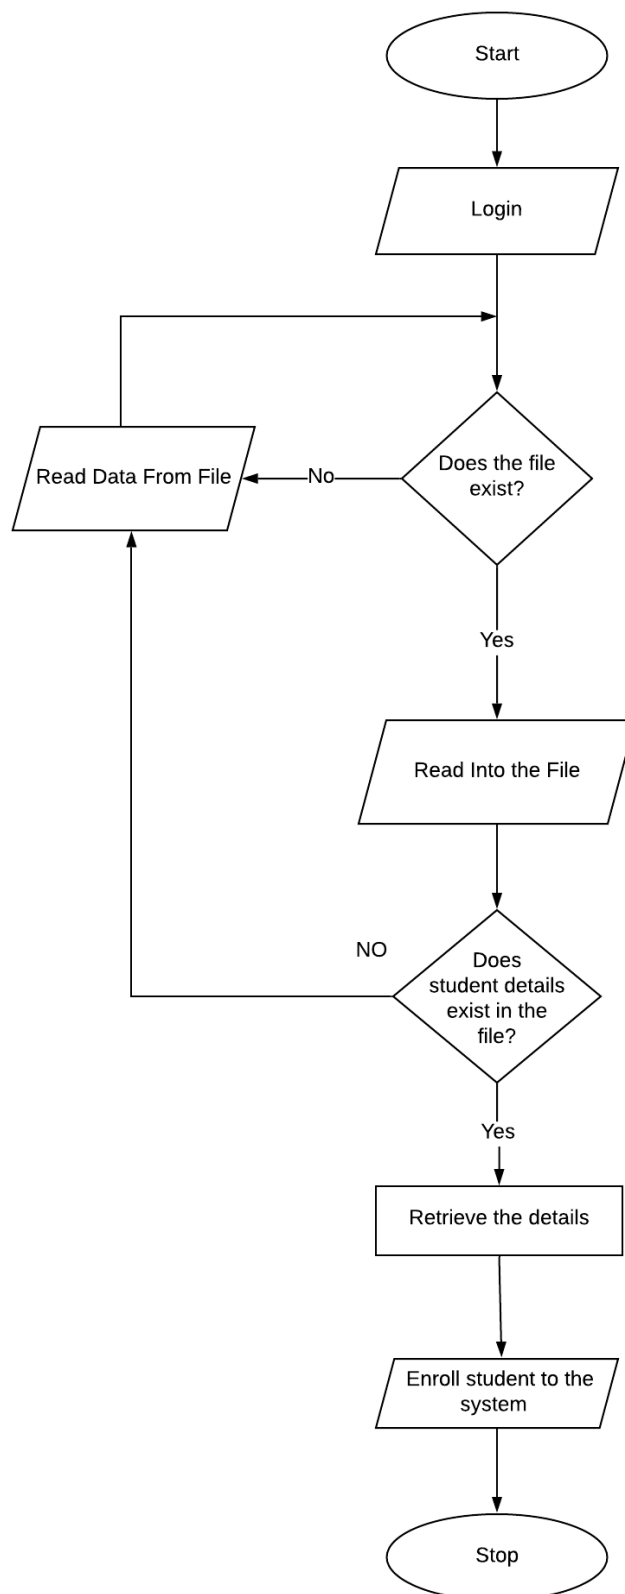 Start
Login
Does the file
exist?
No
Read Data From File
Yes
Read Into the File
Does
student details
exist in the
file?
NO
Yes
Retrieve the details
Enroll student to the
system
Stop